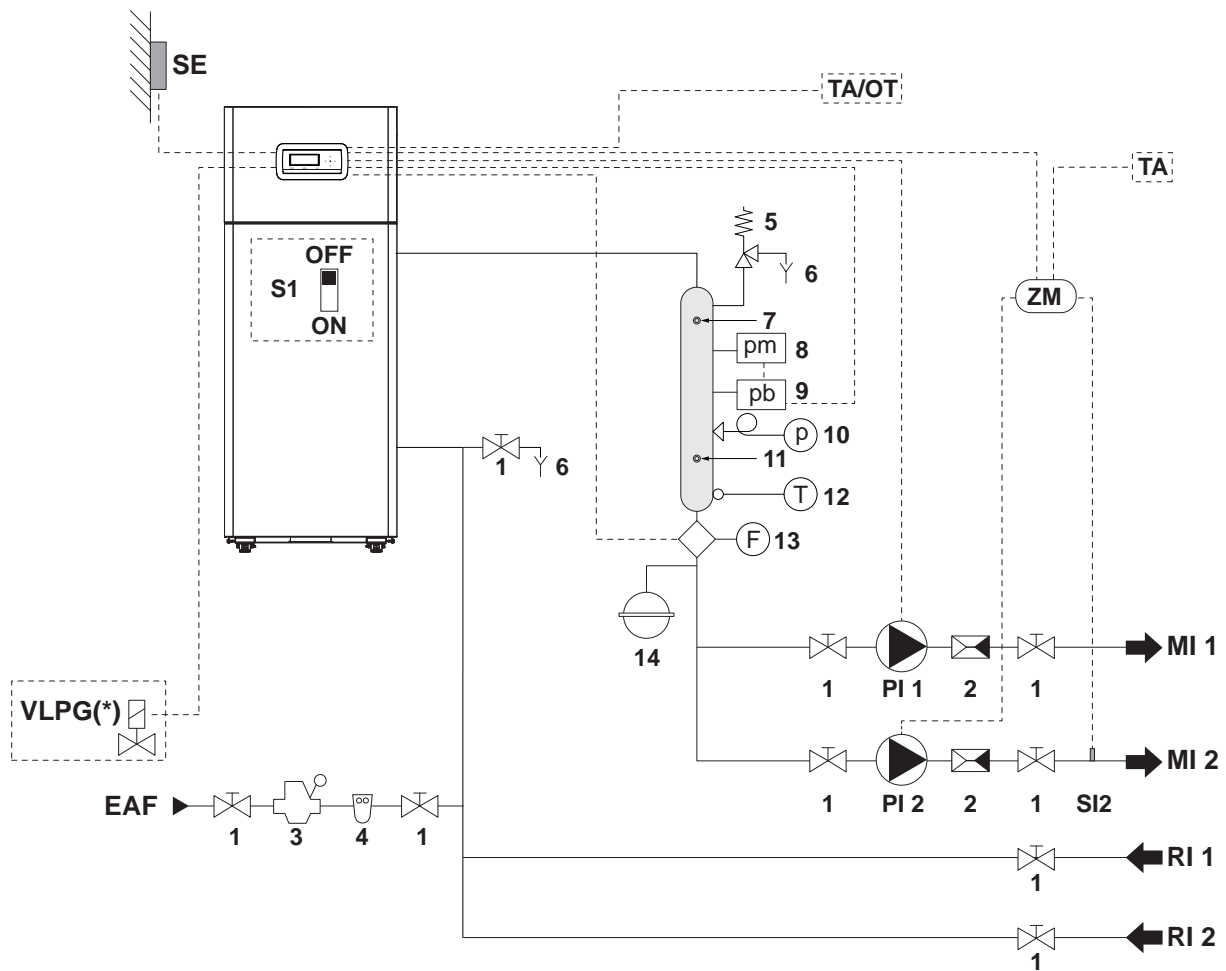 SE
TA/OT
TA
5
6
OFF
S1
ON
ZM
7
pm 8
pb 9
p 10
1 6
11
T 12
F 13
14
MI 1
1 PI 1 2 1
VLPG(*)
MI 2
1 PI 2 2 1 SI2
EAF
1 3 4 1
RI 1
1
RI 2
1